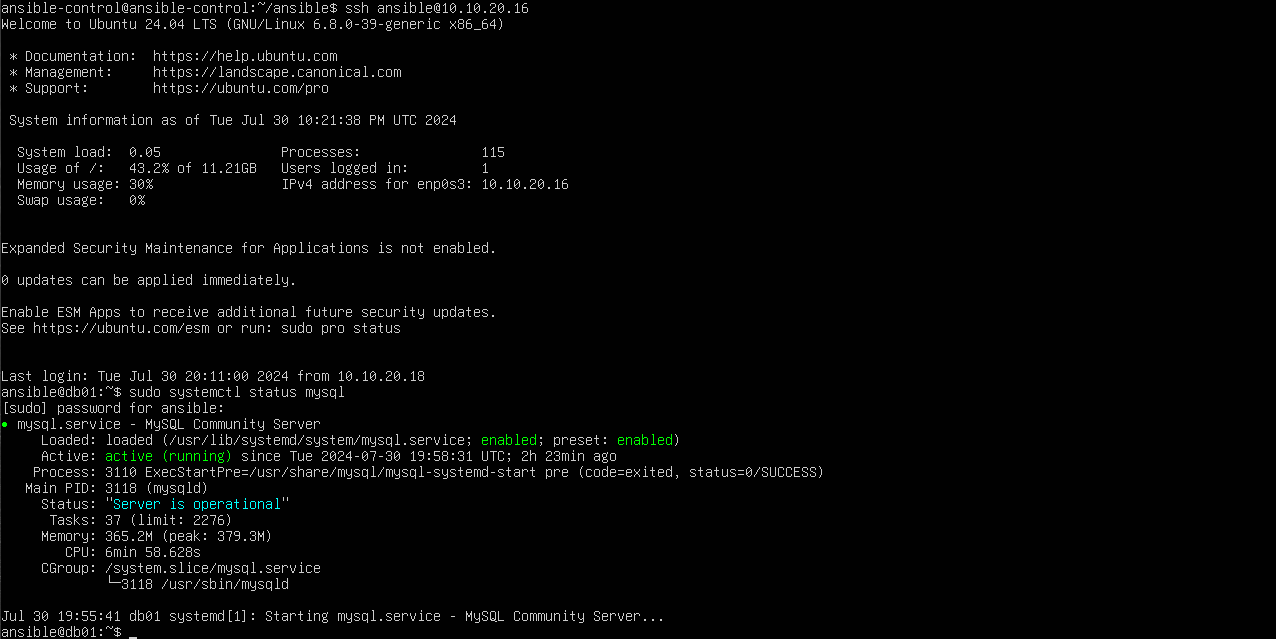 ansible-control@ansible-control:~/ansible$ ssh ansible@10.10.20.16
Welcome to Ubuntu 24.04 LTS (GNU/Linux 6.8.0-39-generic x86_64)
* Documentation:  https://help.ubuntu.com
* Management:     https://landscape.canonical.com
* Support:        https://ubuntu.com/pro
System information as of Tue Jul 30 10:21:38 PM UTC 2024
System load:  0.05               Processes:               115
Usage of /:   43.2% of 11.21GB   Users logged in:         1
Memory usage: 30%                IPv4 address for enp0s3: 10.10.20.16
Swap usage:   0%
Expanded Security Maintenance for Applications is not enabled.
0 updates can be applied immediately.
Enable ESM Apps to receive additional future security updates.
See https://ubuntu.com/esm or run: sudo pro status
Last login: Tue Jul 30 20:11:00 2024 from 10.10.20.18
ansible@db01:~$ sudo systemctl status mysql
[sudo] password for ansible:
● mysql.service - MySQL Community Server
Loaded: loaded (/usr/lib/systemd/system/mysql.service; enabled; preset: enabled)
Active: active (running) since Tue 2024-07-30 19:58:31 UTC; 2h 23min ago
Process: 3110 ExecStartPre=/usr/share/mysql/mysql-systemd-start pre (code=exited, status=0/SUCCESS)
Main PID: 3118 (mysqld)
Status: "Server is operational"
Tasks: 37 (limit: 2276)
Memory: 365.2M (peak: 379.3M)
CPU: 6min 58.628s
CGroup: /system.slice/mysql.service
└─3118 /usr/sbin/mysqld
Jul 30 19:55:41 db01 systemd[1]: Starting mysql.service - MySQL Community Server...
ansible@db01:~$ _